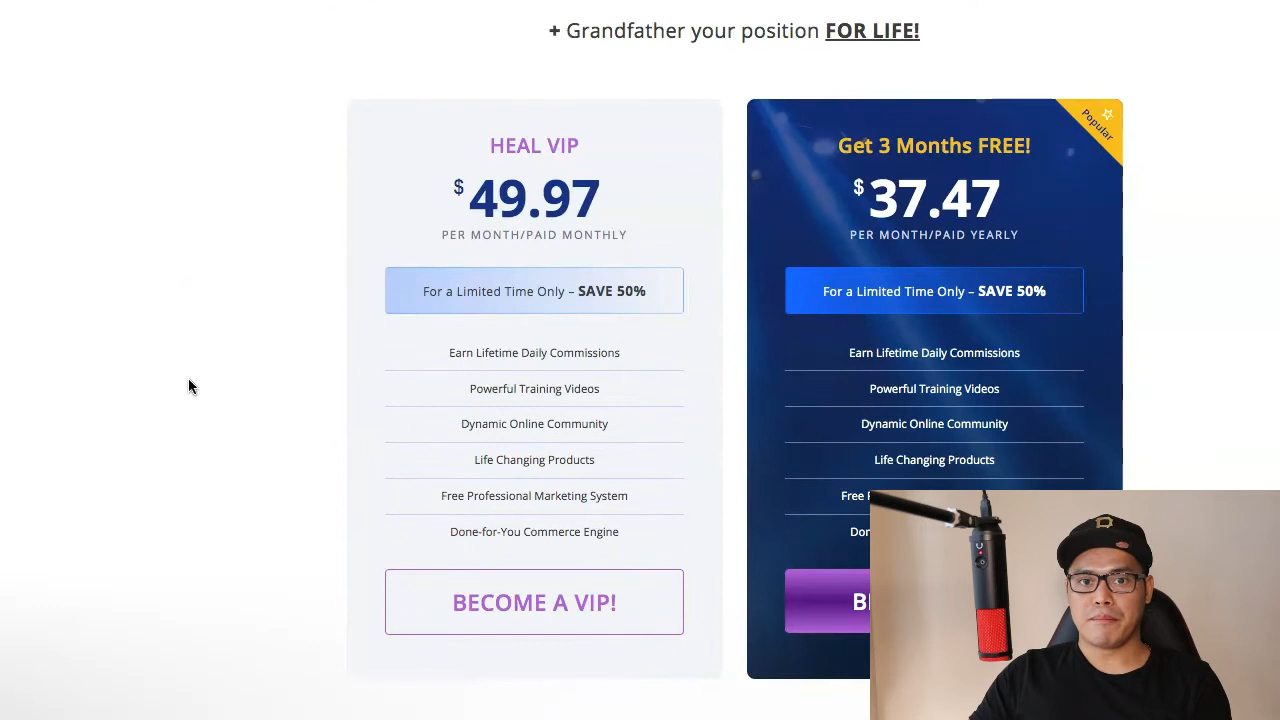 + Grandfather your position FOR LIFE!
HEAL VIP
$49.97
PER MONTH/PAID MONTHLY
For a Limited Time Only – SAVE 50%
Earn Lifetime Daily Commissions
Powerful Training Videos
Dynamic Online Community
Life Changing Products
Free Professional Marketing System
Done-for-You Commerce Engine
BECOME A VIP!
Popular
Get 3 Months FREE!
$37.47
PER MONTH/PAID YEARLY
For a Limited Time Only – SAVE 50%
Earn Lifetime Daily Commissions
Powerful Training Videos
Dynamic Online Community
Life Changing Products
Free